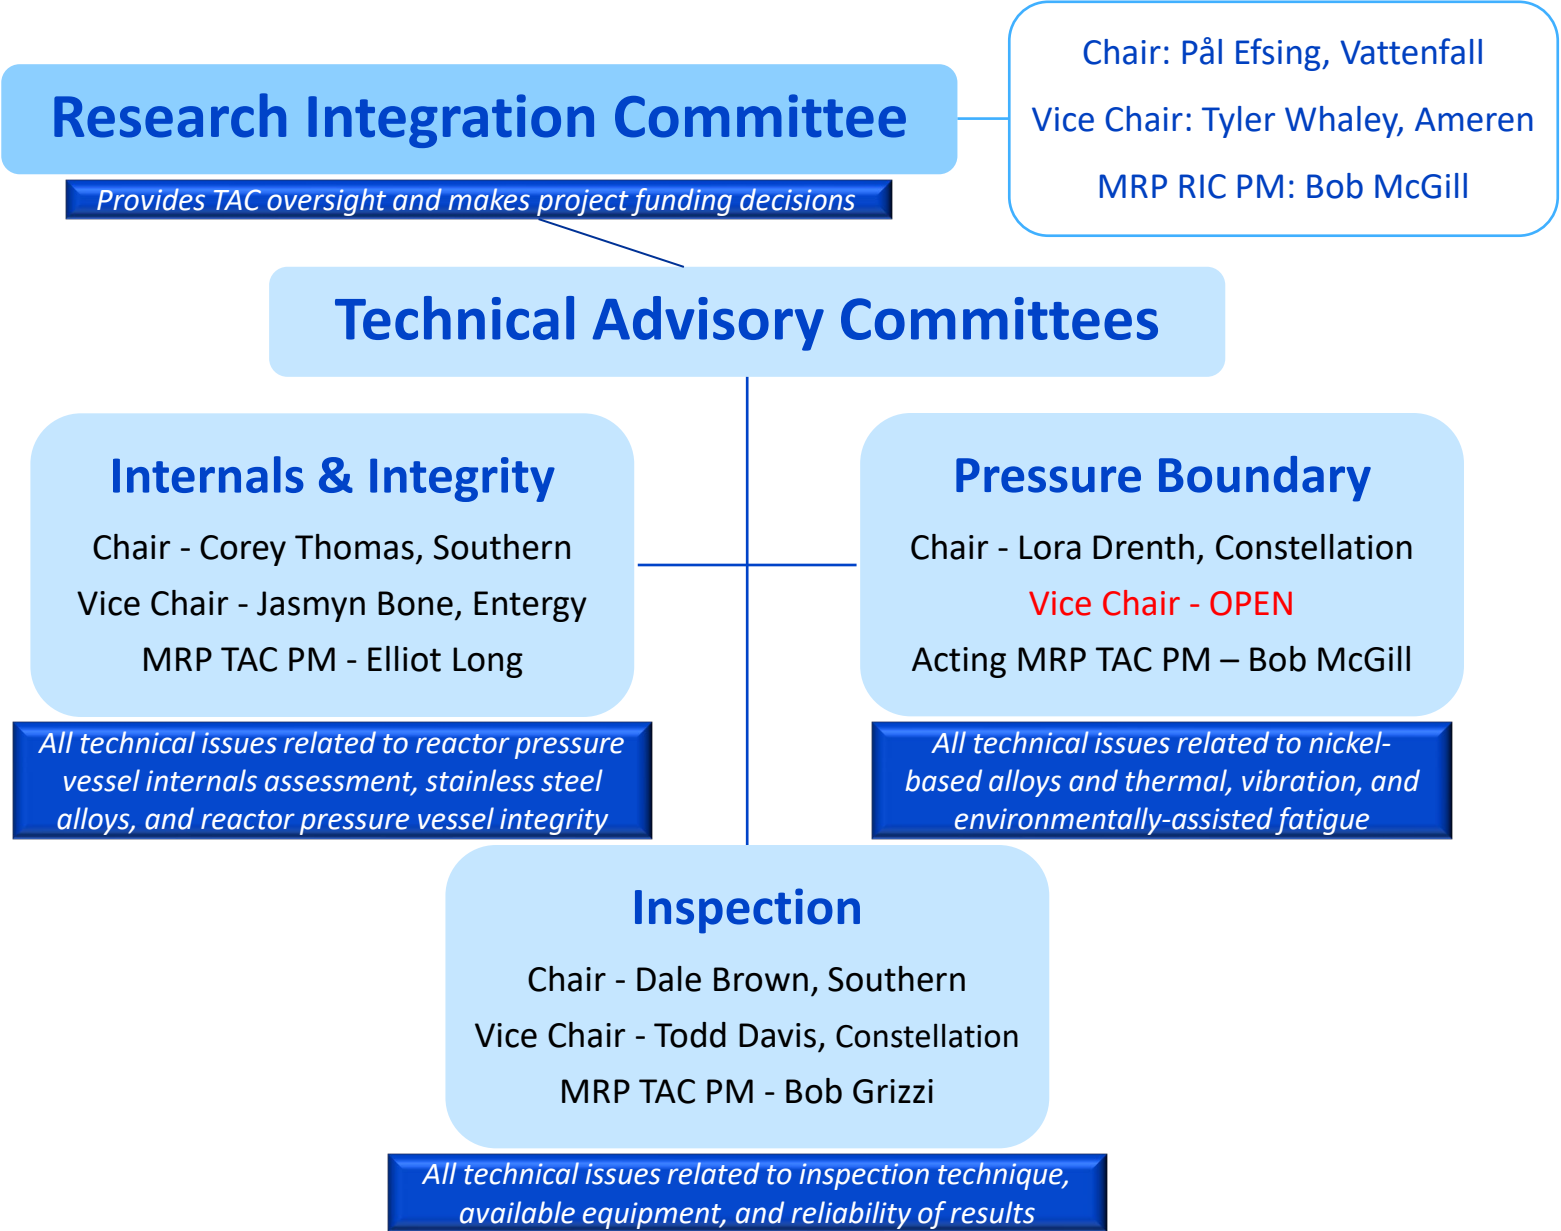 Research Integration Committee
Provides TAC oversight and makes project funding decisions
Chair: Pål Efsing, Vattenfall
Vice Chair: Tyler Whaley, Ameren
MRP RIC PM: Bob McGill
Technical Advisory Committees
Internals & Integrity
Chair - Corey Thomas, Southern
Vice Chair - Jasmyn Bone, Entergy
MRP TAC PM - Elliot Long
All technical issues related to reactor pressure
vessel internals assessment, stainless steel
alloys, and reactor pressure vessel integrity
Pressure Boundary
Chair - Lora Drenth, Constellation
Vice Chair - OPEN
Acting MRP TAC PM – Bob McGill
All technical issues related to nickel-
based alloys and thermal, vibration, and
environmentally-assisted fatigue
Inspection
Chair - Dale Brown, Southern
Vice Chair - Todd Davis, Constellation
MRP TAC PM - Bob Grizzi
All technical issues related to inspection technique,
available equipment, and reliability of results